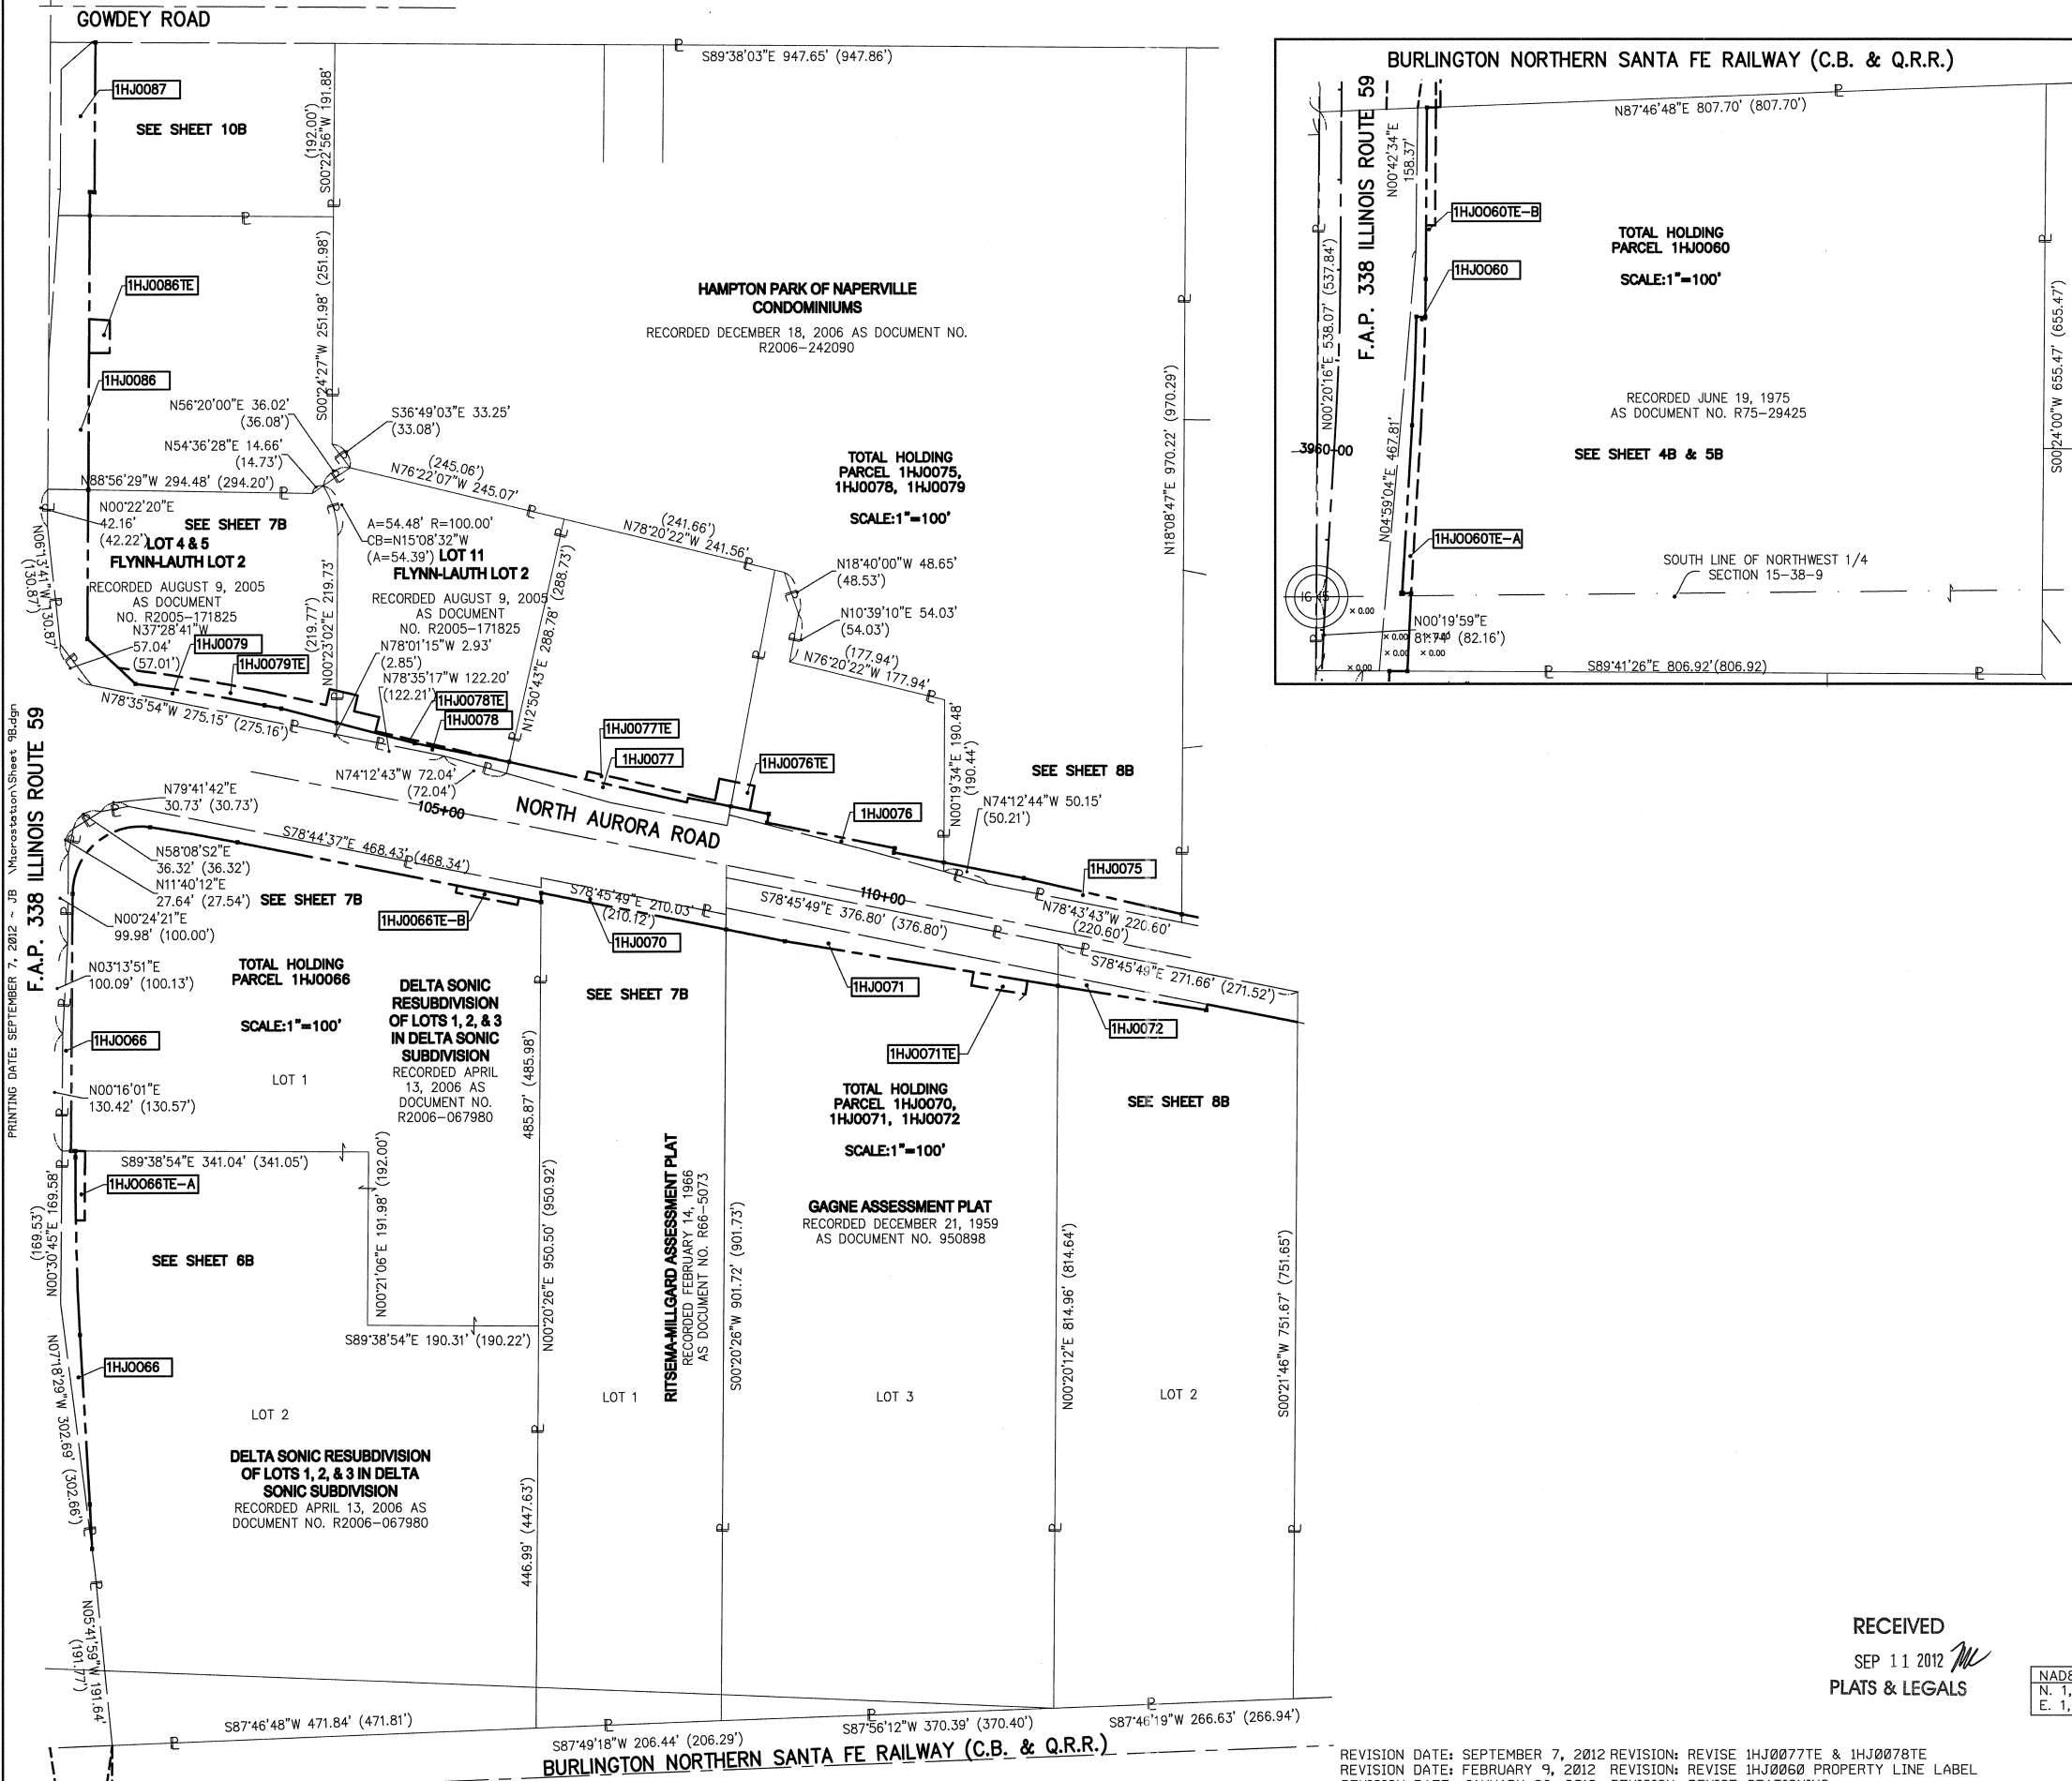 GOWDEY ROAD
1HJ0087
SEE SHEET 10B
(192.00')
S00°22'56"W 191.88'
S89°38'03"E 947.65' (947.86')
1HJ0086TE
1HJ0086
S00°24'27"W 251.98' (251.98')
HAMPTON PARK OF NAPERVILLE
CONDOMINIUMS
RECORDED DECEMBER 18, 2006 AS DOCUMENT NO.
R2006-242090
N56°20'00"E 36.02'
(36.08')
S36°49'03"E 33.25'
(33.08')
N54°36'28"E 14.66'
(14.73')
N88°56'29"W 294.48' (294.20')
(245.06')
N76°22'07"W 245.07'
TOTAL HOLDING
PARCEL 1HJ0075,
1HJ0078, 1HJ0079
SCALE:1"=100'
N18°08'47"E 970.22' (970.29')
N00°22'20"E
42.16'
(42.22')
SEE SHEET 7B
LOT 4 & 5
FLYNN-LAUTH LOT 2
RECORDED AUGUST 9, 2005
AS DOCUMENT
NO. R2005-171825
N06°13'41"W 130.87'
(130.87')
N37°28'41"W
57.04'
(57.01')
1HJ0079
1HJ0079TE
A=54.48' R=100.00'
CB=N15°08'32"W
(A=54.39')
LOT 11
FLYNN-LAUTH LOT 2
RECORDED AUGUST 9, 2005
AS DOCUMENT
NO. R2005-171825
N00°23'02"E 219.73'
(219.77')
N78°01'15"W 2.93'
(2.85')
N78°35'17"W 122.20'
(122.21')
1HJ0078TE
1HJ0078
N12°50'43"E 288.78' (288.73')
(241.66')
N78°20'22"W 241.56'
N18°40'00"W 48.65'
(48.53')
N10°39'10"E 54.03'
(54.03')
(177.94')
N76°20'22"W 177.94'
N78°35'54"W 275.15' (275.16')
1HJ0077TE
1HJ0077
1HJ0076TE
1HJ0076
N00°19'34"E 190.48'
(190.44')
SEE SHEET 8B
N74°12'44"W 50.15'
(50.21')
1HJ0075
N74°12'43"W 72.04'
(72.04')
105+00
NORTH AURORA ROAD
110+00
N78°43'43"W 220.60'
(220.60')
N79°41'42"E
30.73' (30.73')
S78°44'37"E 468.43' (468.34')
N58°08'S2"E
36.32' (36.32')
N11°40'12"E
27.64' (27.54')
SEE SHEET 7B
N00°24'21"E
99.98' (100.00')
1HJ0066TE-B
S78°45'49"E 210.03'
(210.12')
1HJ0070
S78°45'49"E 376.80' (376.80')
S78°45'49"E 271.66' (271.52')
F.A.P. 338 ILLINOIS ROUTE 59
PRINTING DATE: SEPTEMBER 7, 2012 ~ JB \Microstation\Sheet 9B.dgn
N03°13'51"E
100.09' (100.13')
TOTAL HOLDING
PARCEL 1HJ0066
SCALE:1"=100'
1HJ0066
N00°16'01"E
130.42' (130.57')
LOT 1
DELTA SONIC
RESUBDIVISION
OF LOTS 1, 2, & 3
IN DELTA SONIC
SUBDIVISION
RECORDED APRIL
13, 2006 AS
DOCUMENT NO.
R2006-067980
SEE SHEET 7B
485.87' (485.98')
1HJ0071
1HJ0071TE
1HJ0072
TOTAL HOLDING
PARCEL 1HJ0070,
1HJ0071, 1HJ0072
SCALE:1"=100'
SEE SHEET 8B
S89°38'54"E 341.04' (341.05')
1HJ0066TE-A
N00°30'45"E 169.58'
(169.53')
SEE SHEET 6B
N00°21'06"E 191.98' (192.00')
S89°38'54"E 190.31' (190.22')
N00°20'26"E 950.50' (950.92')
RITSEMA-MILLGARD ASSESSMENT PLAT
RECORDED FEBRUARY 14, 1966
AS DOCUMENT NO. R66-5073
S00°20'26"W 901.72' (901.73')
GAGNE ASSESSMENT PLAT
RECORDED DECEMBER 21, 1959
AS DOCUMENT NO. 950898
N00°20'12"E 814.96' (814.64')
S00°21'46"W 751.67' (751.65')
1HJ0066
N07°18'29"W 302.69' (302.66')
LOT 2
LOT 1
LOT 3
LOT 2
DELTA SONIC RESUBDIVISION
OF LOTS 1, 2, & 3 IN DELTA
SONIC SUBDIVISION
RECORDED APRIL 13, 2006 AS
DOCUMENT NO. R2006-067980
446.99' (447.63')
N05°41'59"W 191.64'
(191.77')
S87°46'48"W 471.84' (471.81')
S87°49'18"W 206.44' (206.29')
S87°56'12"W 370.39' (370.40')
S87°46'19"W 266.63' (266.94')
BURLINGTON NORTHERN SANTA FE RAILWAY (C.B. & Q.R.R.)
BURLINGTON NORTHERN SANTA FE RAILWAY (C.B. & Q.R.R.)
F.A.P. 338 ILLINOIS ROUTE 59
N00°42'34"E
158.37'
N87°46'48"E 807.70' (807.70')
1HJ0060TE-B
1HJ0060
TOTAL HOLDING
PARCEL 1HJ0060
SCALE:1"=100'
N00°20'16"E 538.07' (537.84')
N04°59'04"E 467.81'
S00°24'00"W 655.47' (655.47')
RECORDED JUNE 19, 1975
AS DOCUMENT NO. R75-29425
SEE SHEET 4B & 5B
3960+00
1HJ0060TE-A
SOUTH LINE OF NORTHWEST 1/4
SECTION 15-38-9
16
15
× 0.00
N00°19'59"E
81.74' (82.16')
× 0.00
× 0.00
× 0.00
× 0.00
× 0.00
S89°41'26"E 806.92'(806.92)
RECEIVED
SEP 11 2012
PLATS & LEGALS
N. 1,
E. 1,
REVISION DATE: SEPTEMBER 7, 2012 REVISION: REVISE 1HJ0077TE & 1HJ0078TE
REVISION DATE: FEBRUARY 9, 2012 REVISION: REVISE 1HJ0060 PROPERTY LINE LABEL